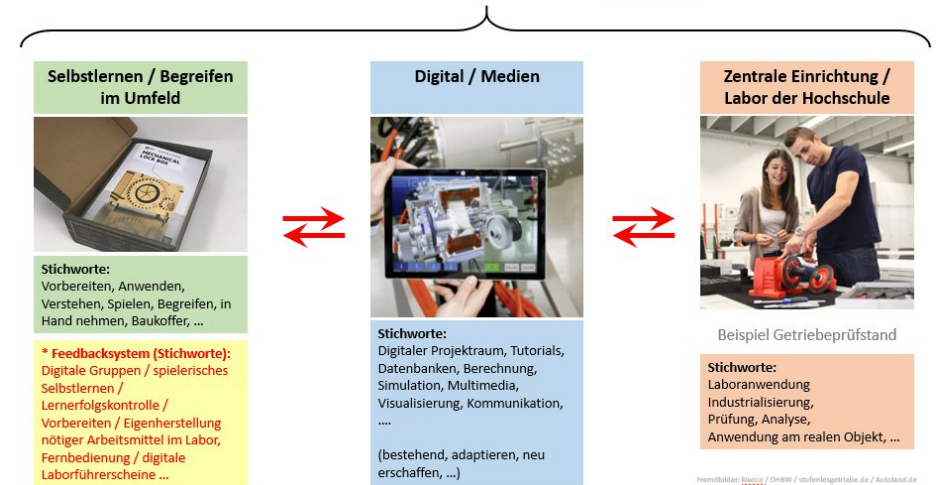 Selbstlernen / Begreifen
im Umfeld
MECHANICAL
LOCK BOX
Stichworte:
Vorbereiten, Anwenden,
Verstehen, Spielen, Begreifen, in
Hand nehmen, Baukoffer, ...
* Feedbacksystem (Stichworte):
Digitale Gruppen / spielerisches
Selbstlernen /
Lernerfolgskontrolle /
Vorbereiten / Eigenherstellung
nötiger Arbeitsmittel im Labor,
Fernbedienung / digitale
Laborführerscheine ...
Digital / Medien
Stichworte:
Digitaler Projektraum, Tutorials,
Datenbanken, Berechnung,
Simulation, Multimedia,
Visualisierung, Kommunikation,
....
(bestehend, adaptieren, neu
erschaffen, ...)
Zentrale Einrichtung /
Labor der Hochschule
Beispiel Getriebeprüfstand
Stichworte:
Laboranwendung
Industrialisierung,
Prüfung, Analyse,
Anwendung am realen Objekt, ...
Fremdbilder: kiwico / DHBW / stufenlosgetriebe.de / Autoland.de